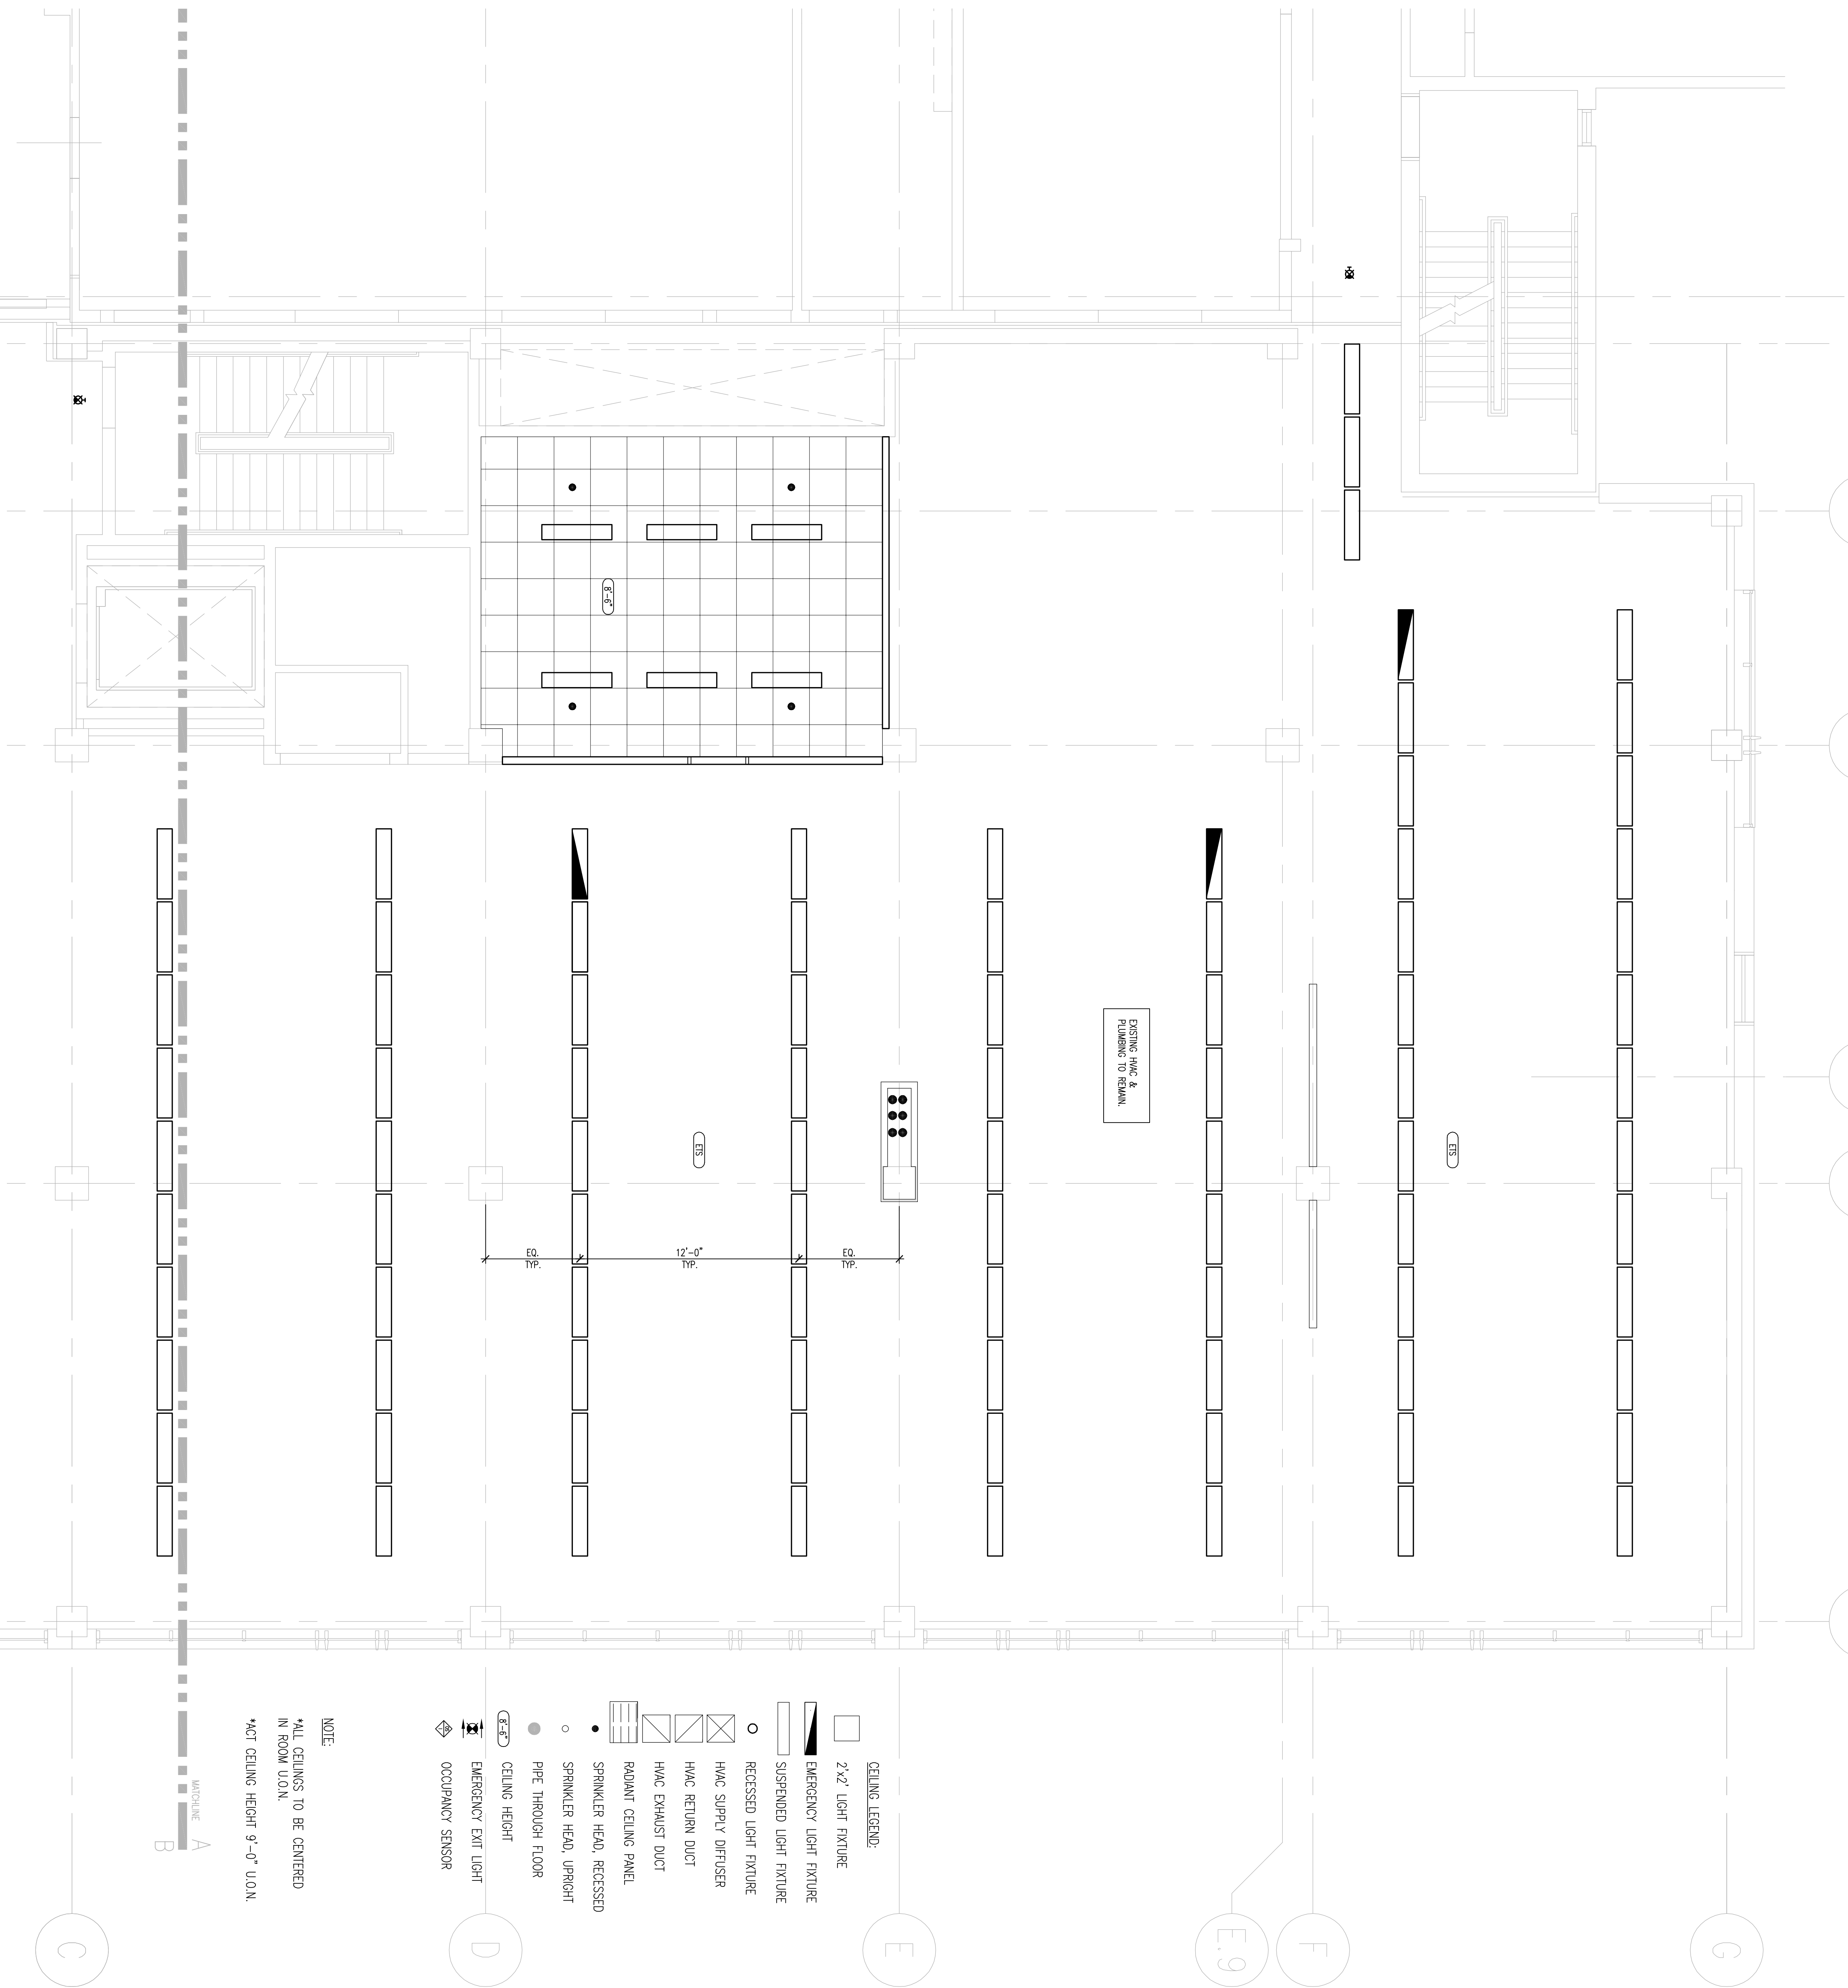 8'-6"
EXISTING HVAC &
PLUMBING TO REMAIN.
ETS
ETS
EQ.
TYP.
12'-0"
TYP.
EQ.
TYP.
CEILING LEGEND:
2'x2' LIGHT FIXTURE
EMERGENCY LIGHT FIXTURE
SUSPENDED LIGHT FIXTURE
RECESSED LIGHT FIXTURE
HVAC SUPPLY DIFFUSER
HVAC RETURN DUCT
HVAC EXHAUST DUCT
RADIANT CEILING PANEL
SPRINKLER HEAD, RECESSED
SPRINKLER HEAD, UPRIGHT
PIPE THROUGH FLOOR
8'-6" CEILING HEIGHT
EMERGENCY EXIT LIGHT
OCCUPANCY SENSOR
NOTE:
*ALL CEILINGS TO BE CENTERED
IN ROOM U.O.N.
*ACT CEILING HEIGHT 9'-0" U.O.N.
MATCHLINE
A
B
C
D
E
E.9
F
G